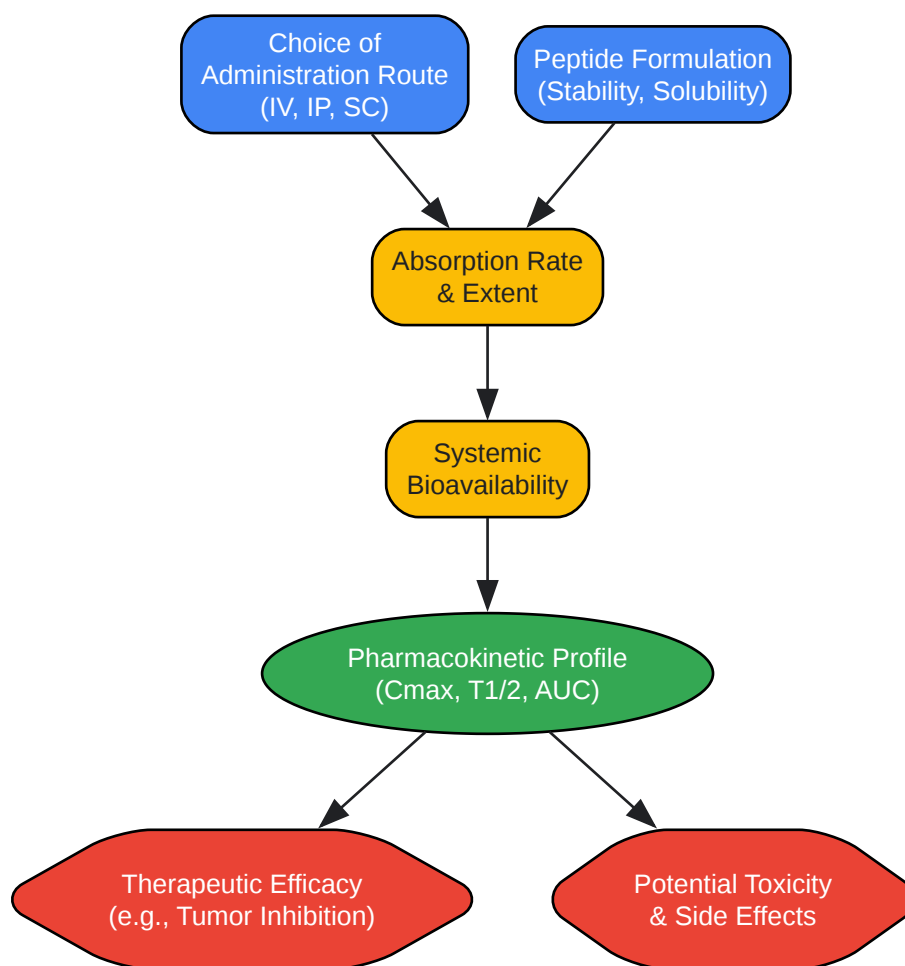 Choice of
Administration Route
(IV, IP, SC)
Peptide Formulation
(Stability, Solubility)
Absorption Rate
& Extent
Systemic
Bioavailability
Pharmacokinetic Profile
(Cmax, T1/2, AUC)
Therapeutic Efficacy
(e.g., Tumor Inhibition)
Potential Toxicity
& Side Effects